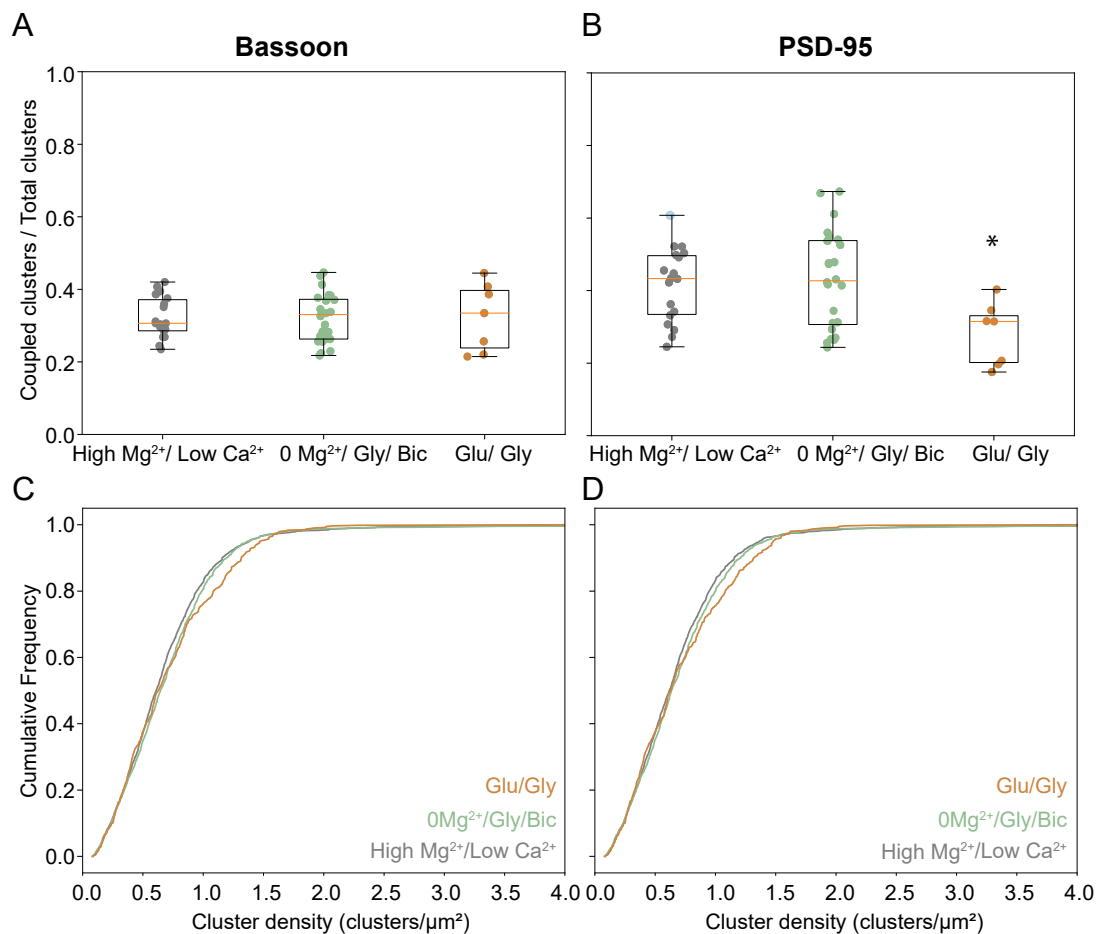 A
Bassoon
B
PSD-95
Coupled clusters / Total clusters
1.0
0.8
0.6
0.4
0.2
0.0
*
High Mg²⁺/ Low Ca²⁺
0 Mg²⁺/ Gly/ Bic
Glu/ Gly
High Mg²⁺/ Low Ca²⁺
0 Mg²⁺/ Gly/ Bic
Glu/ Gly
C
D
Cumulative Frequency
1.0
0.8
0.6
0.4
0.2
0.0
Glu/Gly
0Mg²⁺/Gly/Bic
High Mg²⁺/Low Ca²⁺
0.0 0.5 1.0 1.5 2.0 2.5 3.0 3.5 4.0
Cluster density (clusters/µm²)
Glu/Gly
0Mg²⁺/Gly/Bic
High Mg²⁺/Low Ca²⁺
0.0 0.5 1.0 1.5 2.0 2.5 3.0 3.5 4.0
Cluster density (clusters/µm²)